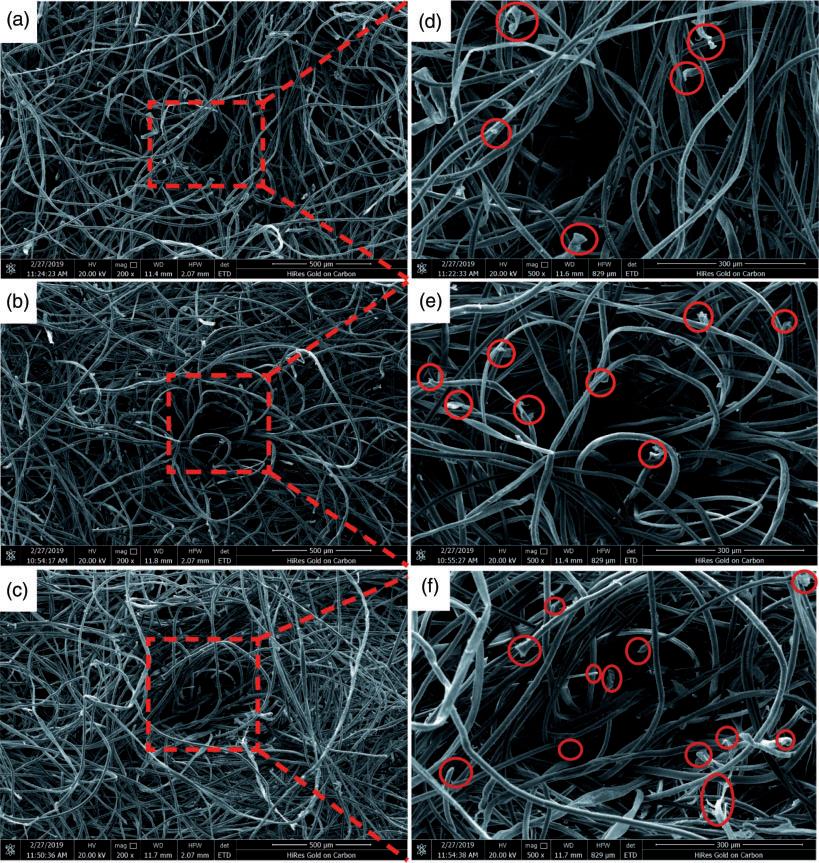 (a)
2/27/2019 HV mag WD HFW det 500 µm
11:24:23 AM 20.00 kV 200 x 11.4 mm 2.07 mm ETD HiRes Gold on Carbon
(d)
2/27/2019 HV mag WD HFW det 300 µm
11:22:33 AM 20.00 kV 500 x 11.6 mm 829 µm ETD HiRes Gold on Carbon
(b)
2/27/2019 HV mag WD HFW det 500 µm
10:54:17 AM 20.00 kV 200 x 11.8 mm 2.07 mm ETD HiRes Gold on Carbon
(e)
2/27/2019 HV mag WD HFW det 300 µm
10:55:27 AM 20.00 kV 500 x 11.4 mm 829 µm ETD HiRes Gold on Carbon
(c)
2/27/2019 HV mag WD HFW det 500 µm
11:50:36 AM 20.00 kV 200 x 11.7 mm 2.07 mm ETD HiRes Gold on Carbon
(f)
2/27/2019 HV mag WD HFW det 300 µm
11:54:38 AM 20.00 kV 500 x 11.7 mm 829 µm ETD HiRes Gold on Carbon